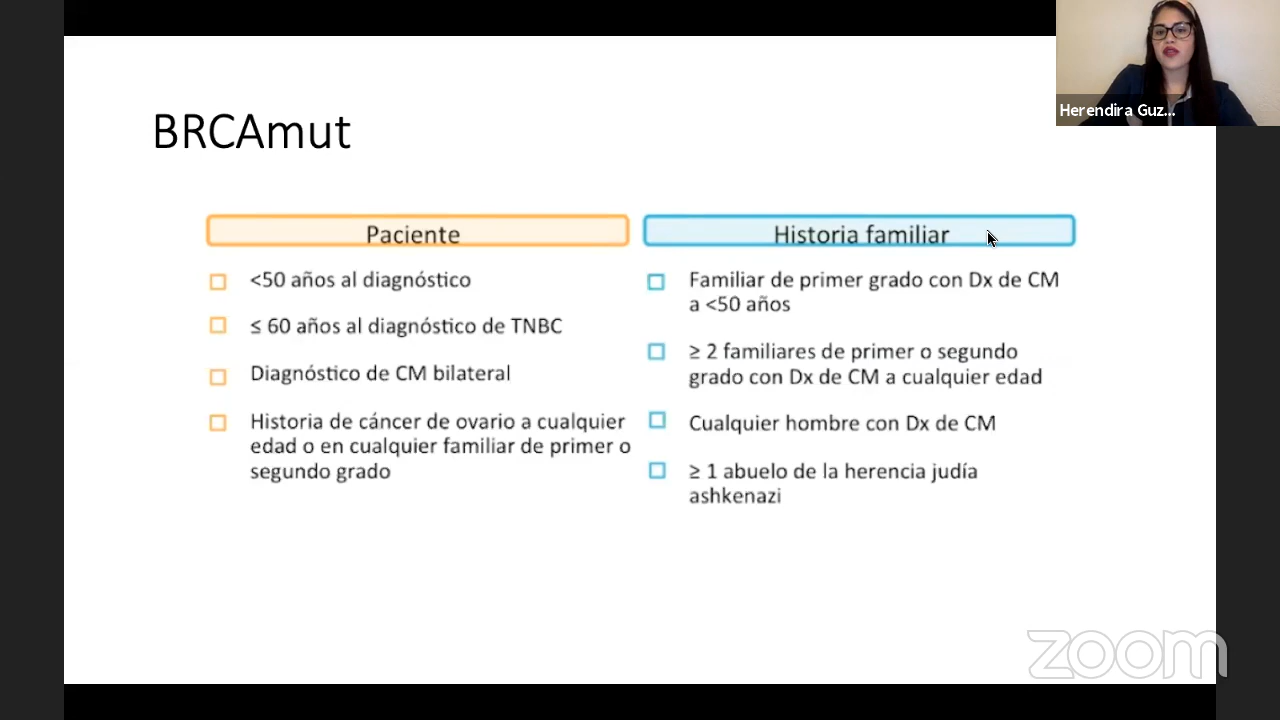 Herendira Guz...
BRCAmut
Paciente
<50 años al diagnóstico
≤ 60 años al diagnóstico de TNBC
Diagnóstico de CM bilateral
Historia de cáncer de ovario a cualquier
edad o en cualquier familiar de primer o
segundo grado
Historia familiar
Familiar de primer grado con Dx de CM
a <50 años
≥ 2 familiares de primer o segundo
grado con Dx de CM a cualquier edad
Cualquier hombre con Dx de CM
≥ 1 abuelo de la herencia judía
ashkenazi
zoom